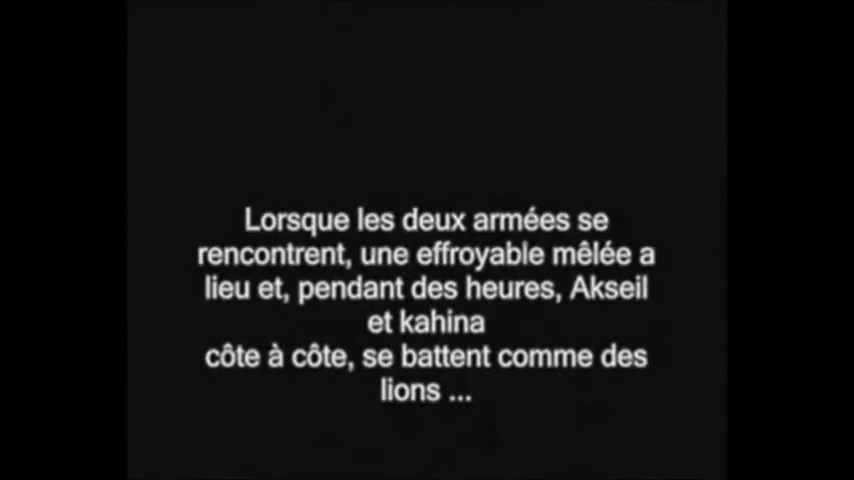 Lorsque les deux armées se
rencontrent, une effroyable mêlée a
lieu et, pendant des heures, Akseil
et kahina
côte à côte, se battent comme des
lions ...